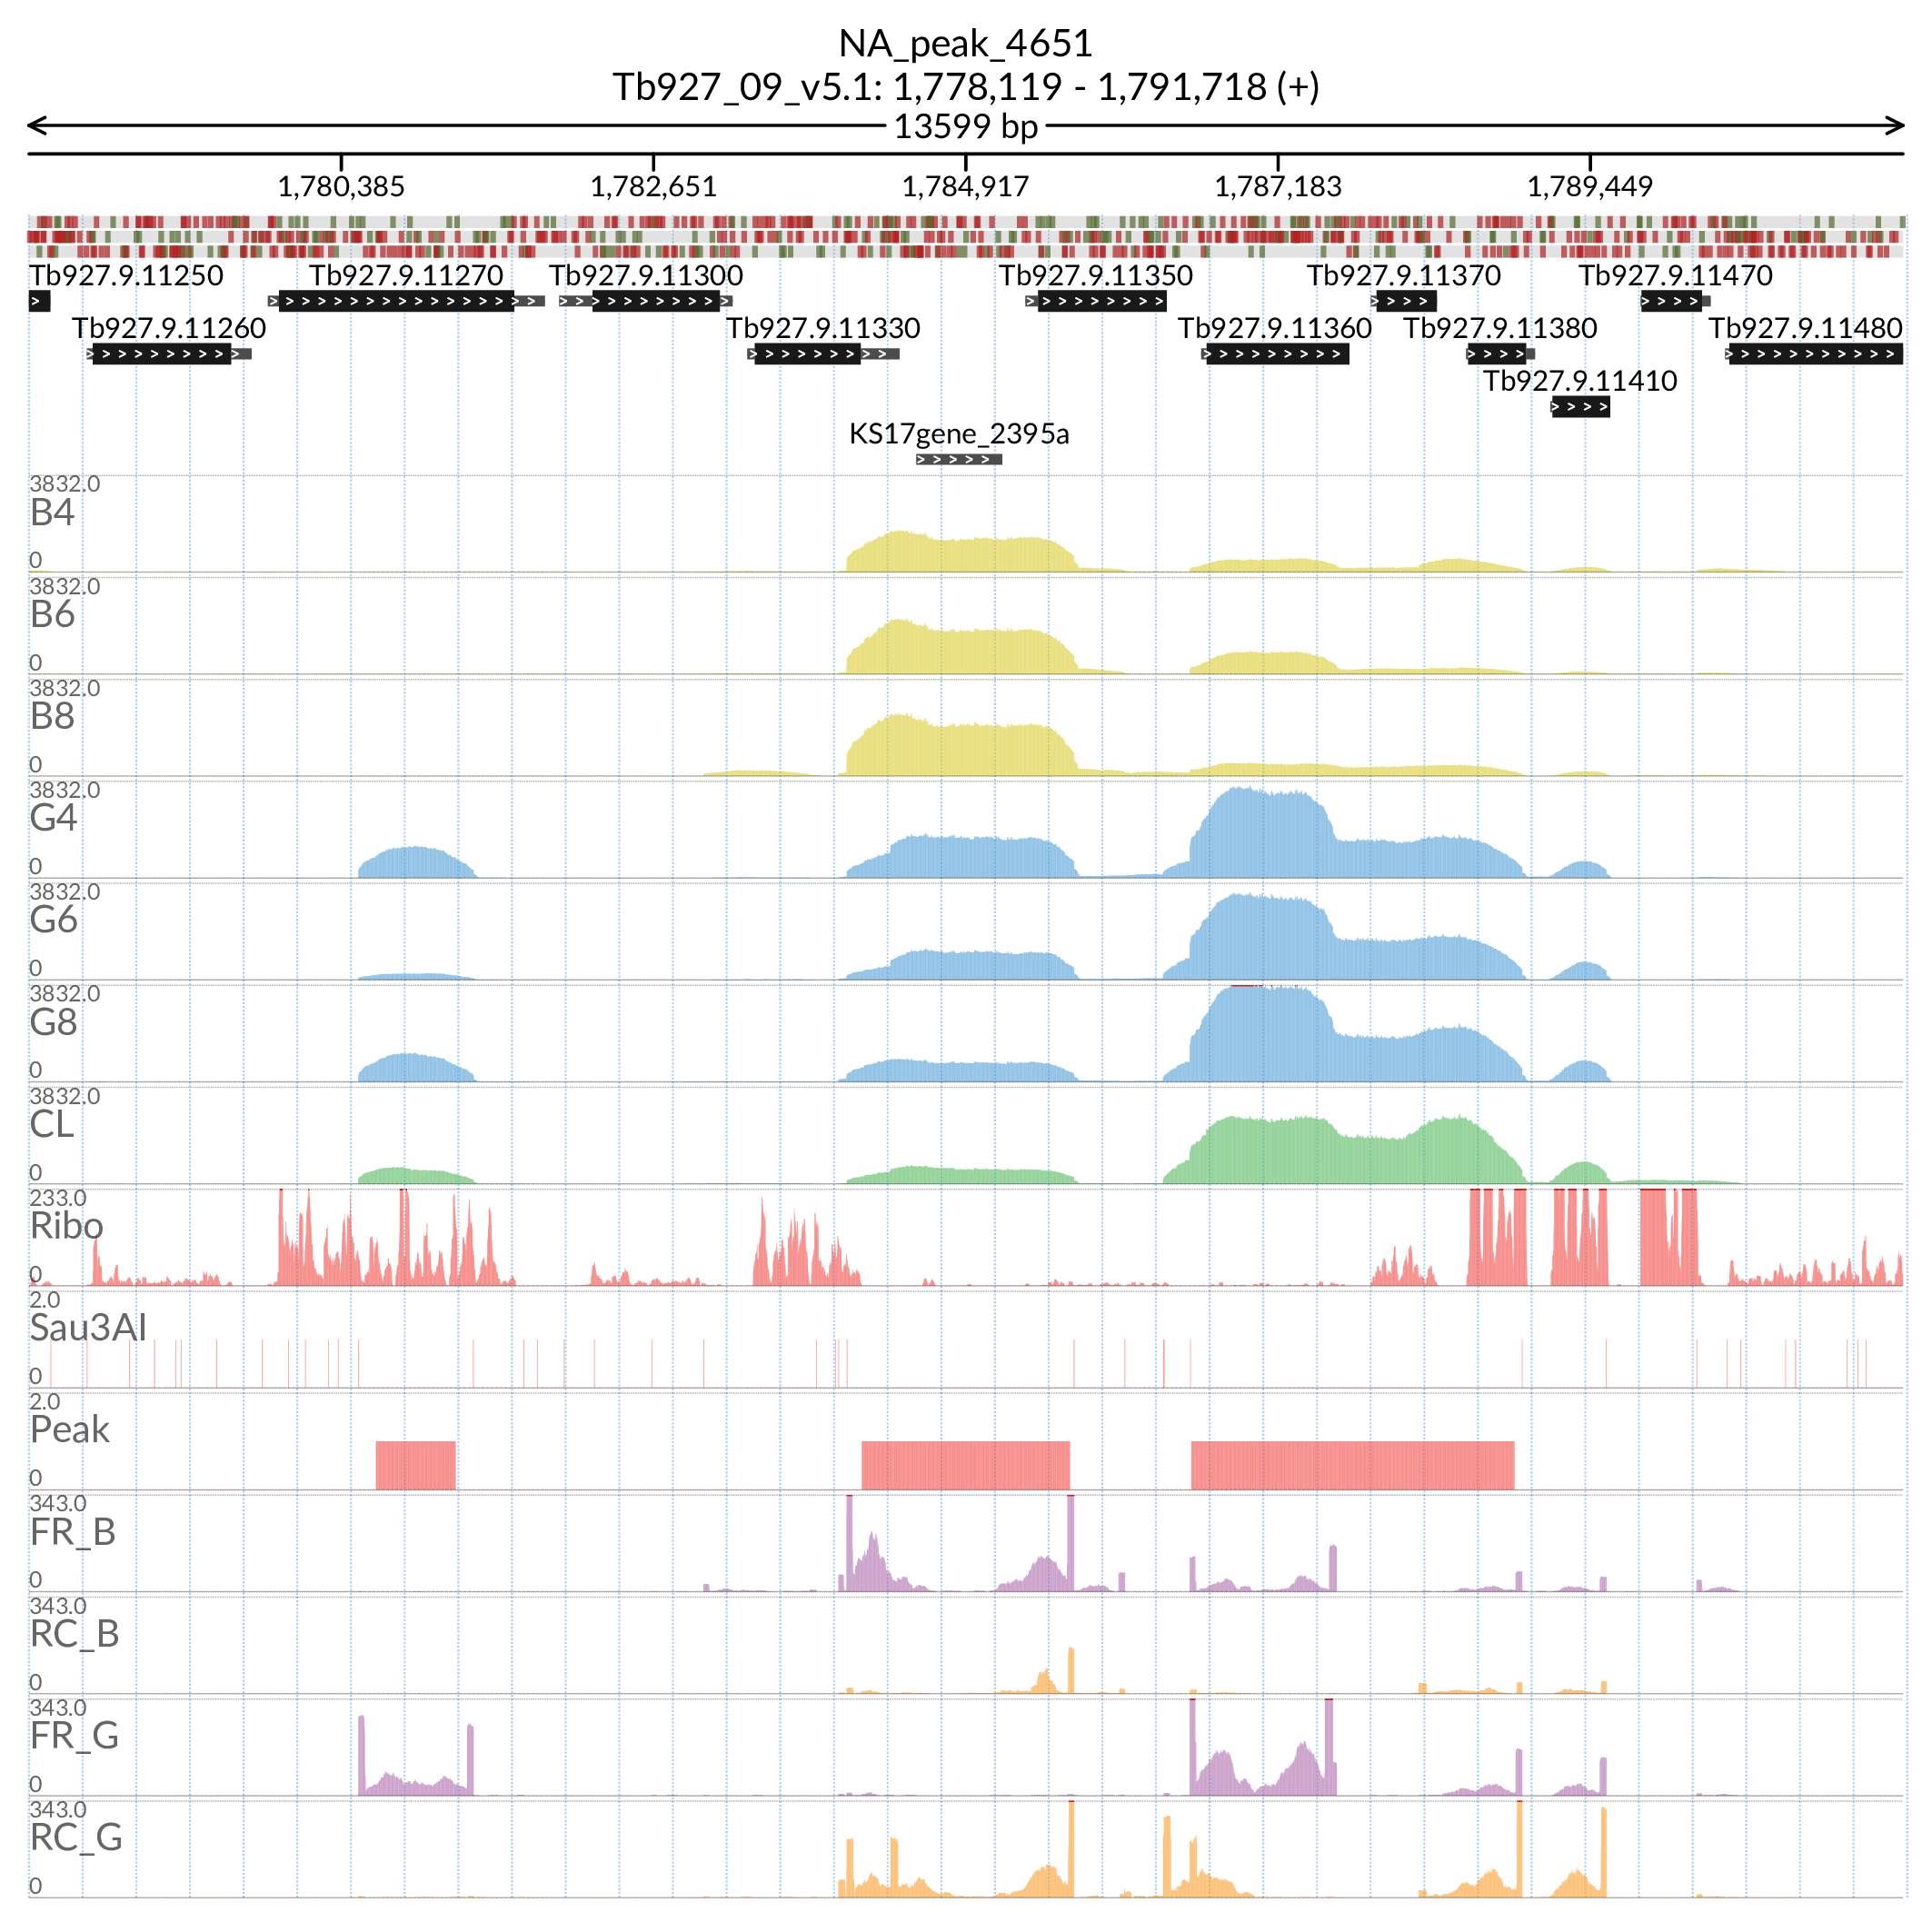 NA_peak_4651
Tb927_09_v5.1: 1,778,119 - 1,791,718 (+)
13599 bp
1,780,385 1,782,651 1,784,917 1,787,183 1,789,449
Tb927.9.11250 Tb927.9.11270 Tb927.9.11300 Tb927.9.11350 Tb927.9.11370 Tb927.9.11470
Tb927.9.11260 Tb927.9.11330 Tb927.9.11360 Tb927.9.11380 Tb927.9.11480
Tb927.9.11410
KS17gene_2395a
3832.0
B4
0
3832.0
B6
0
3832.0
B8
0
3832.0
G4
0
3832.0
G6
0
3832.0
G8
0
3832.0
CL
0
233.0
Ribo
0
2.0
Sau3AI
0
2.0
Peak
0
343.0
FR_B
0
343.0
RC_B
0
343.0
FR_G
0
343.0
RC_G
0